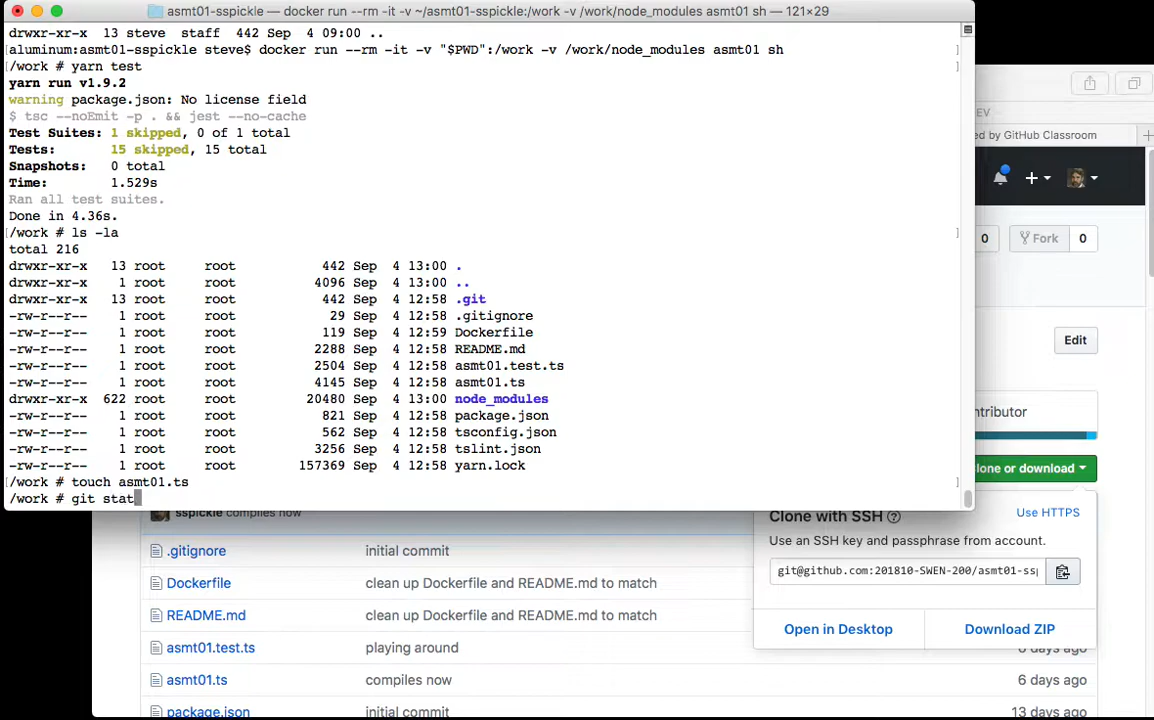 asmt01-sspickle — docker run --rm -it -v ~/asmt01-sspickle:/work -v /work/node_modules asmt01 sh — 121×29
drwxr-xr-x 13 steve staff 442 Sep 4 09:00 ..
[aluminum:asmt01-sspickle steve$ docker run --rm -it -v "$PWD":/work -v /work/node_modules asmt01 sh ]
[/work # yarn test ]
yarn run v1.9.2
warning package.json: No license field
$ tsc --noEmit -p . && jest --no-cache
Test Suites: 1 skipped, 0 of 1 total
Tests: 15 skipped, 15 total
Snapshots: 0 total
Time: 1.529s
Ran all test suites.
Done in 4.36s.
[/work # ls -la ]
total 216
drwxr-xr-x 13 root root 442 Sep 4 13:00 .
drwxr-xr-x 1 root root 4096 Sep 4 13:00 ..
drwxr-xr-x 13 root root 442 Sep 4 12:58 .git
-rw-r--r-- 1 root root 29 Sep 4 12:58 .gitignore
-rw-r--r-- 1 root root 119 Sep 4 12:59 Dockerfile
-rw-r--r-- 1 root root 2288 Sep 4 12:58 README.md
-rw-r--r-- 1 root root 2504 Sep 4 12:58 asmt01.test.ts
-rw-r--r-- 1 root root 4145 Sep 4 12:58 asmt01.ts
drwxr-xr-x 622 root root 20480 Sep 4 13:00 node_modules
-rw-r--r-- 1 root root 821 Sep 4 12:58 package.json
-rw-r--r-- 1 root root 562 Sep 4 12:58 tsconfig.json
-rw-r--r-- 1 root root 3256 Sep 4 12:58 tslint.json
-rw-r--r-- 1 root root 157369 Sep 4 12:58 yarn.lock
[/work # touch asmt01.ts ]
/work # git stat
EV
ed by GitHub Classroom
0 Fork 0
Edit
ntributor
lone or download
Clone with SSH
Use HTTPS
Use an SSH key and passphrase from account.
git@github.com:201810-SWEN-200/asmt01-ss
Open in Desktop
Download ZIP
sspickle compiles now
.gitignore initial commit
Dockerfile clean up Dockerfile and README.md to match
README.md clean up Dockerfile and README.md to match
asmt01.test.ts playing around 6 days ago
asmt01.ts compiles now 6 days ago
package.json initial commit 13 days ago